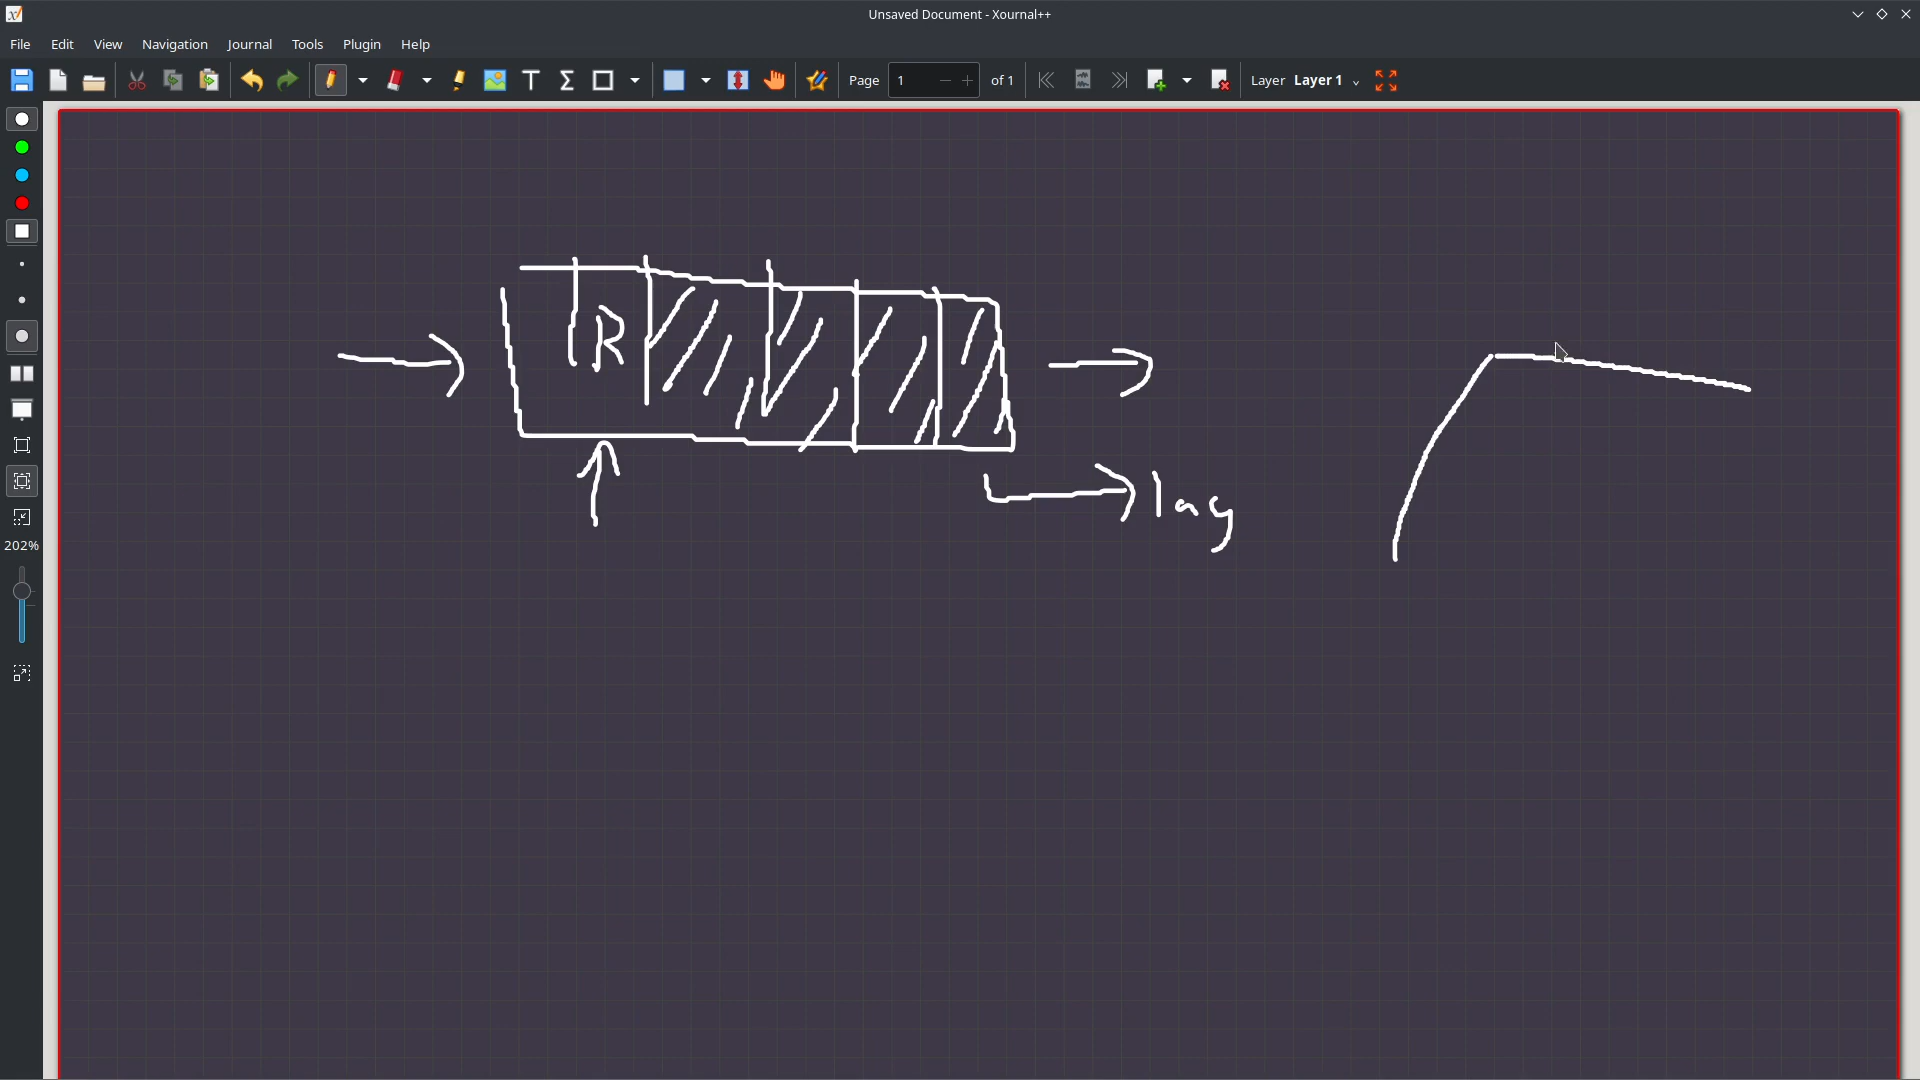 Unsaved Document - Xournal++
File Edit View Navigation Journal Tools Plugin Help
Page 1 of 1 Layer Layer 1
R
lag
202%